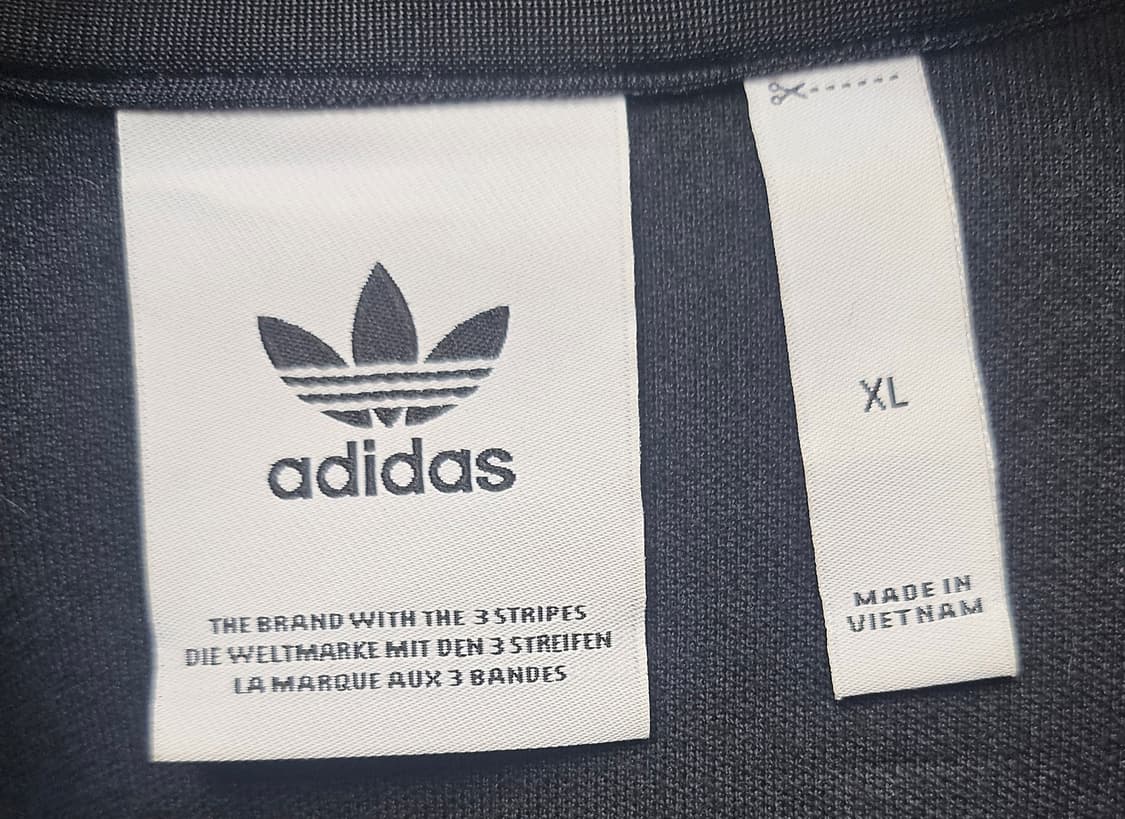 adidas
THE BRAND WITH THE 3 STRIPES
DIE WELTMARKE MIT DEN 3 STREIFEN
LA MARQUE AUX 3 BANDES
XL
MADE IN
VIETNAM